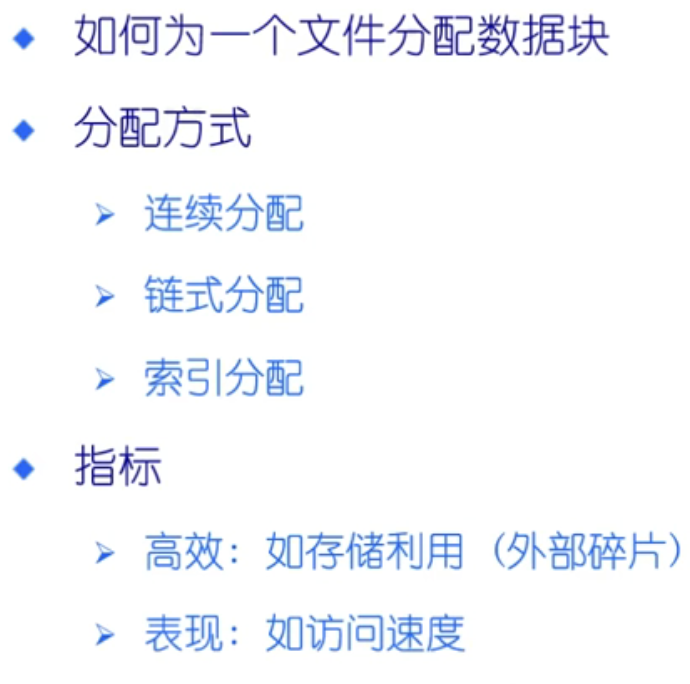 如何为一个文件分配数据块
分配方式
连续分配
链式分配
索引分配
指标
高效：如存储利用（外部碎片）
表现：如访问速度